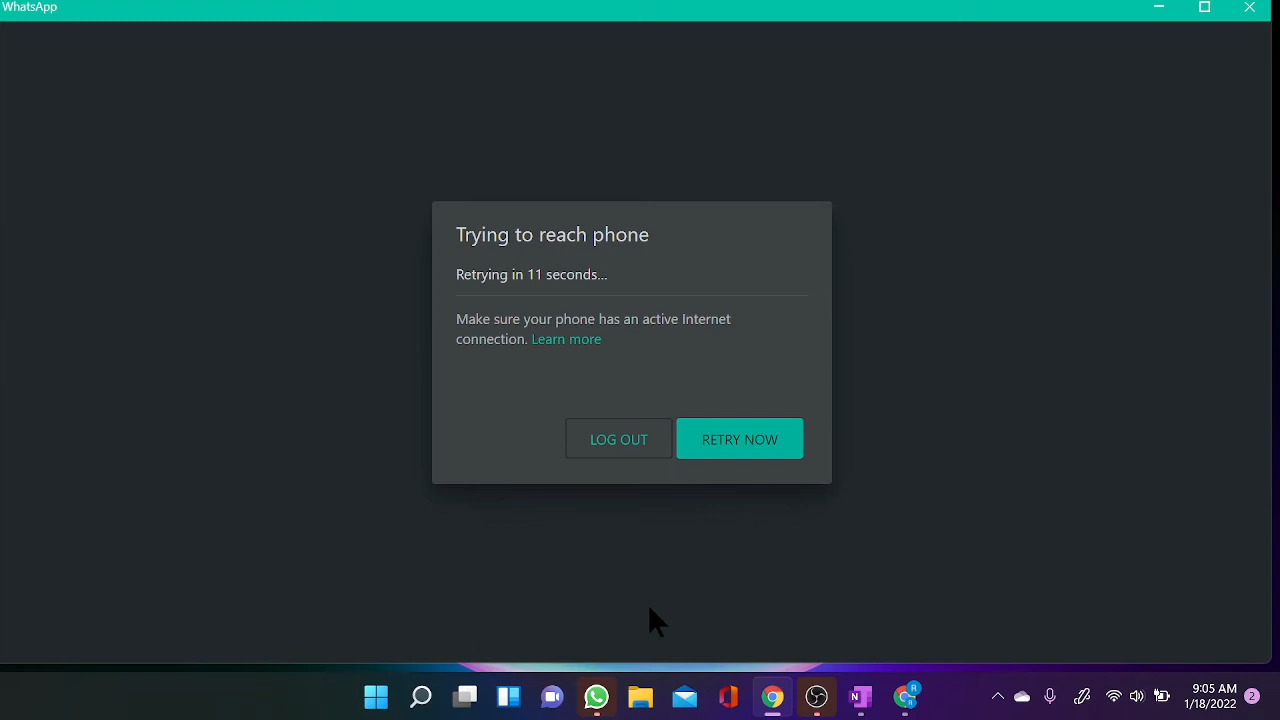 WhatsApp
Trying to reach phone
Retrying in 11 seconds...
Make sure your phone has an active Internet
connection. Learn more
LOG OUT
RETRY NOW
N
R
R
9:05 AM
1/18/2022
2